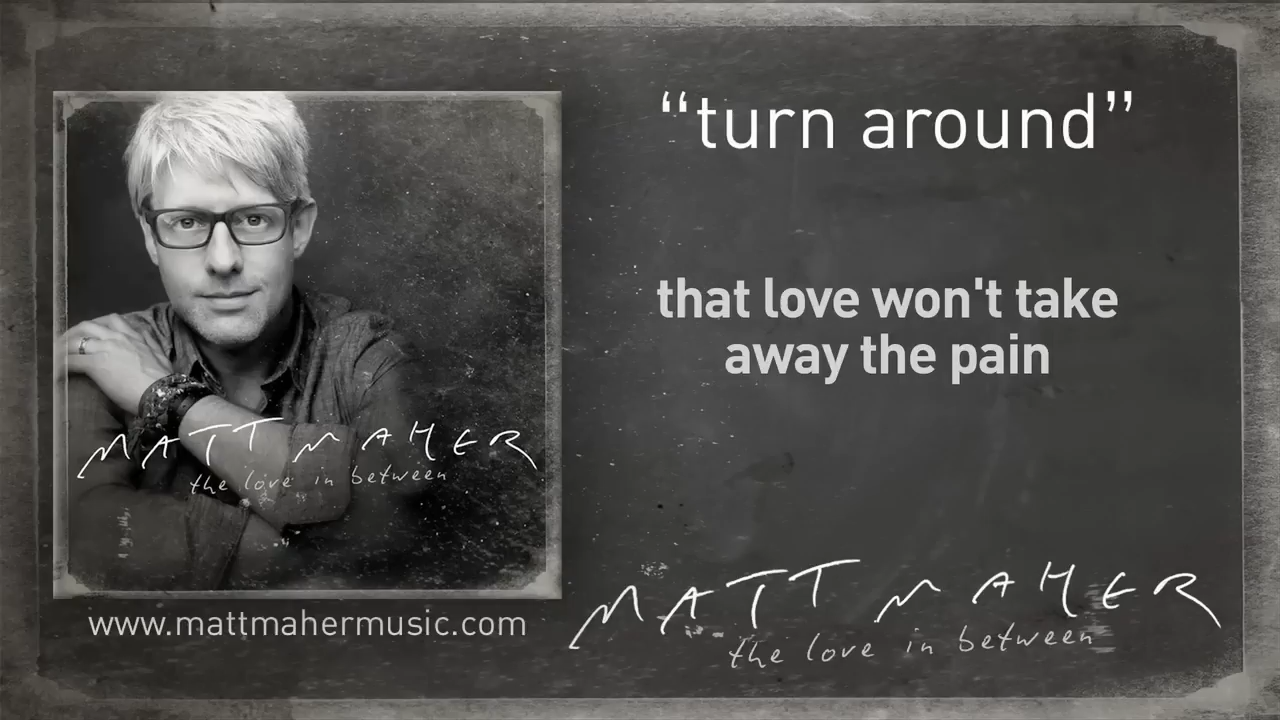 MATT MAHER
the love in between
www.mattmahermusic.com
“turn around”
that love won't take
away the pain
MATT MAHER
the love in between